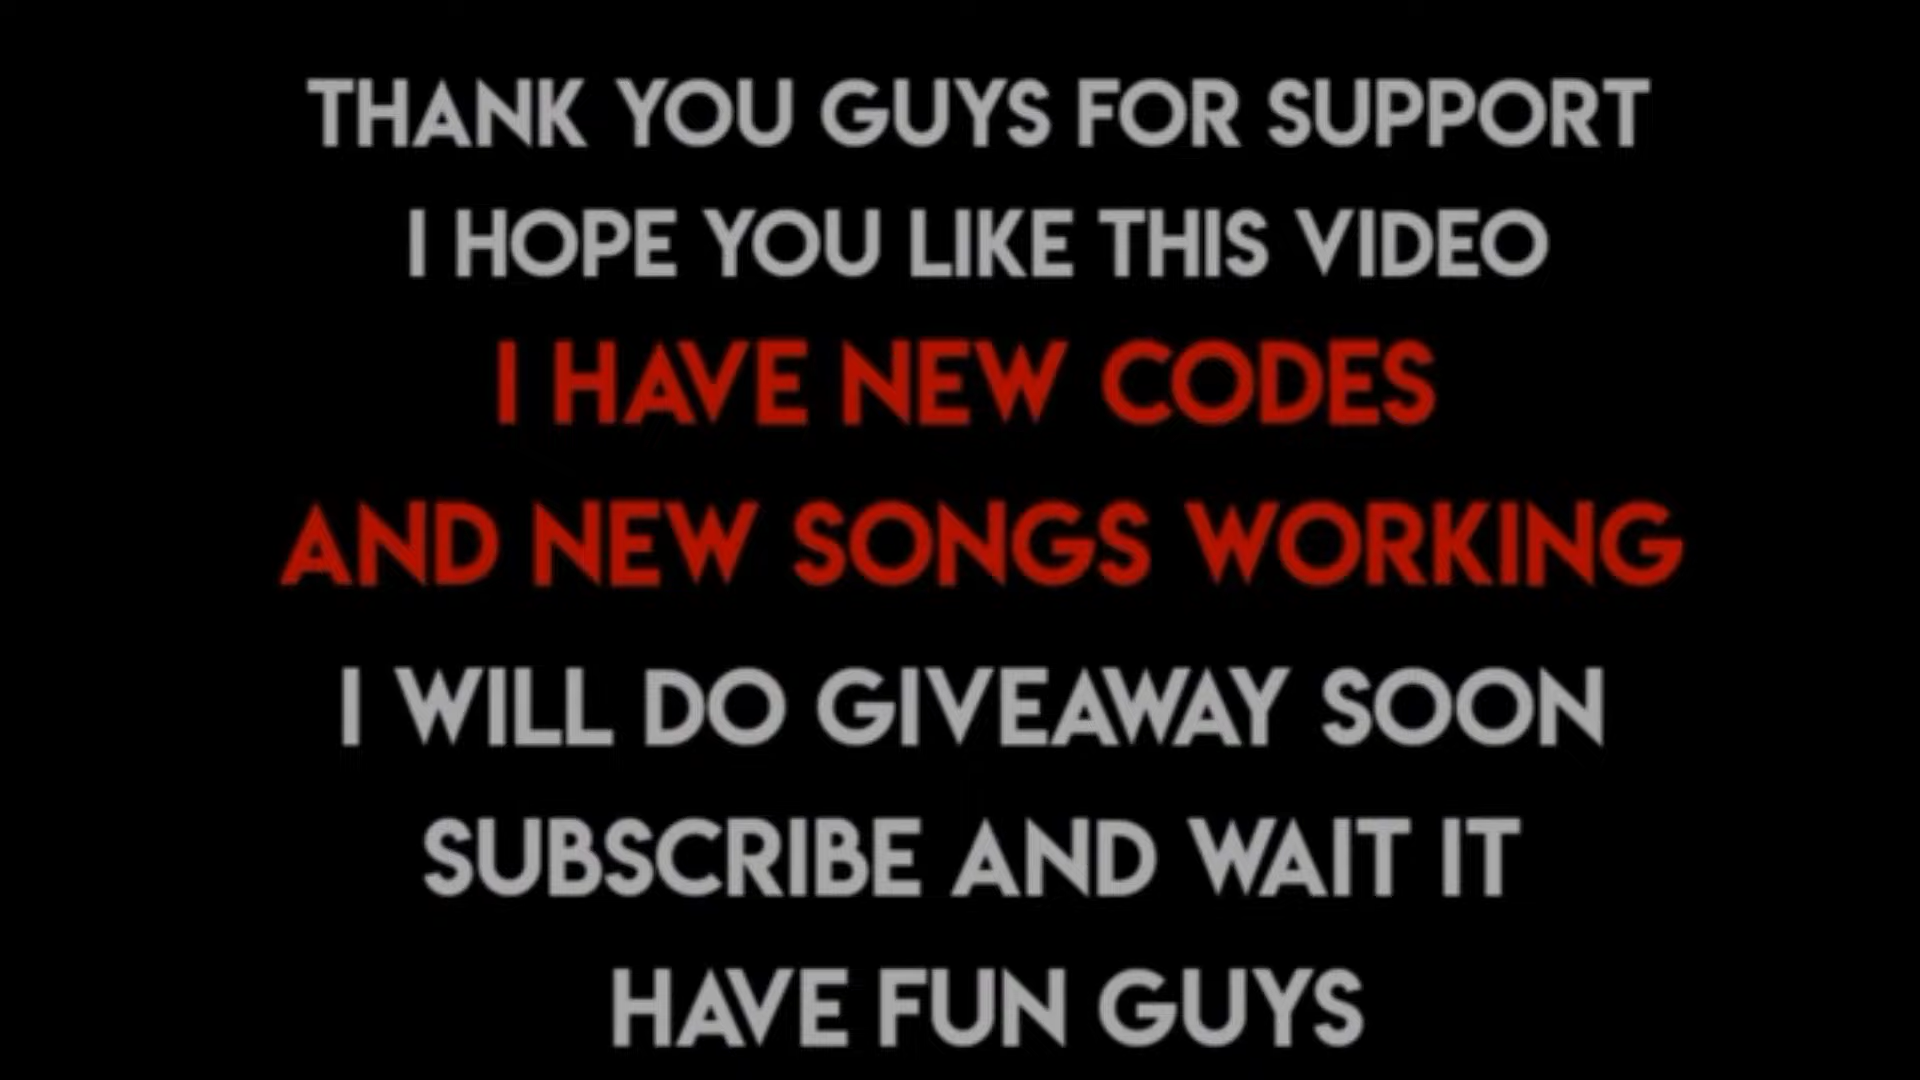 THANK YOU GUYS FOR SUPPORT
I HOPE YOU LIKE THIS VIDEO
I HAVE NEW CODES
AND NEW SONGS WORKING
I WILL DO GIVEAWAY SOON
SUBSCRIBE AND WAIT IT
HAVE FUN GUYS